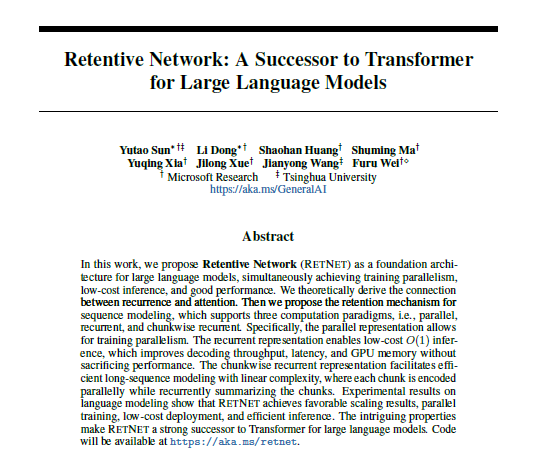 Retentive Network: A Successor to Transformer
for Large Language Models
Yutao Sun*†‡ Li Dong*† Shaohan Huang† Shuming Ma†
Yuqing Xia† Jilong Xue† Jianyong Wang‡ Furu Wei†⋄
† Microsoft Research ‡ Tsinghua University
https://aka.ms/GeneralAI
Abstract
In this work, we propose Retentive Network (RETNET) as a foundation archi-
tecture for large language models, simultaneously achieving training parallelism,
low-cost inference, and good performance. We theoretically derive the connection
between recurrence and attention. Then we propose the retention mechanism for
sequence modeling, which supports three computation paradigms, i.e., parallel,
recurrent, and chunkwise recurrent. Specifically, the parallel representation allows
for training parallelism. The recurrent representation enables low-cost O(1) infer-
ence, which improves decoding throughput, latency, and GPU memory without
sacrificing performance. The chunkwise recurrent representation facilitates effi-
cient long-sequence modeling with linear complexity, where each chunk is encoded
parallelly while recurrently summarizing the chunks. Experimental results on
language modeling show that RETNET achieves favorable scaling results, parallel
training, low-cost deployment, and efficient inference. The intriguing properties
make RETNET a strong successor to Transformer for large language models. Code
will be available at https://aka.ms/retnet.